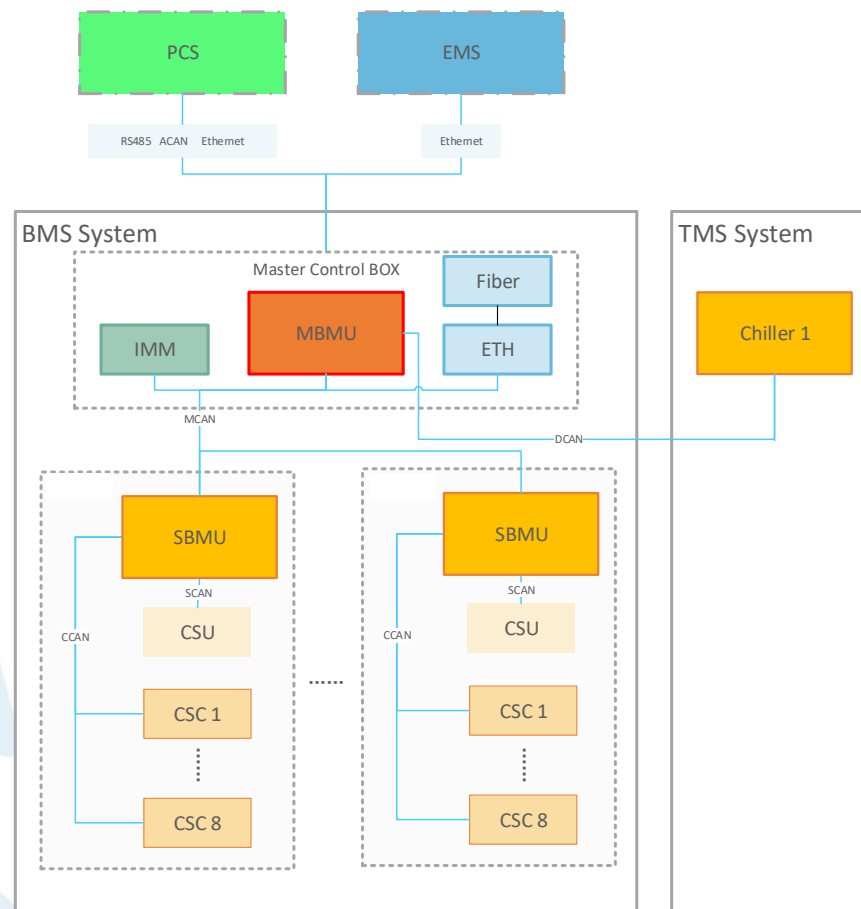 PCS
EMS
RS485 ACAN Ethernet
Ethernet
BMS System
TMS System
Master Control BOX
Fiber
IMM
MBMU
ETH
Chiller 1
MCAN
DCAN
SBMU
SBMU
SCAN
SCAN
CCAN
CSU
CCAN
CSU
......
CSC 1
CSC 1
......
......
CSC 8
CSC 8